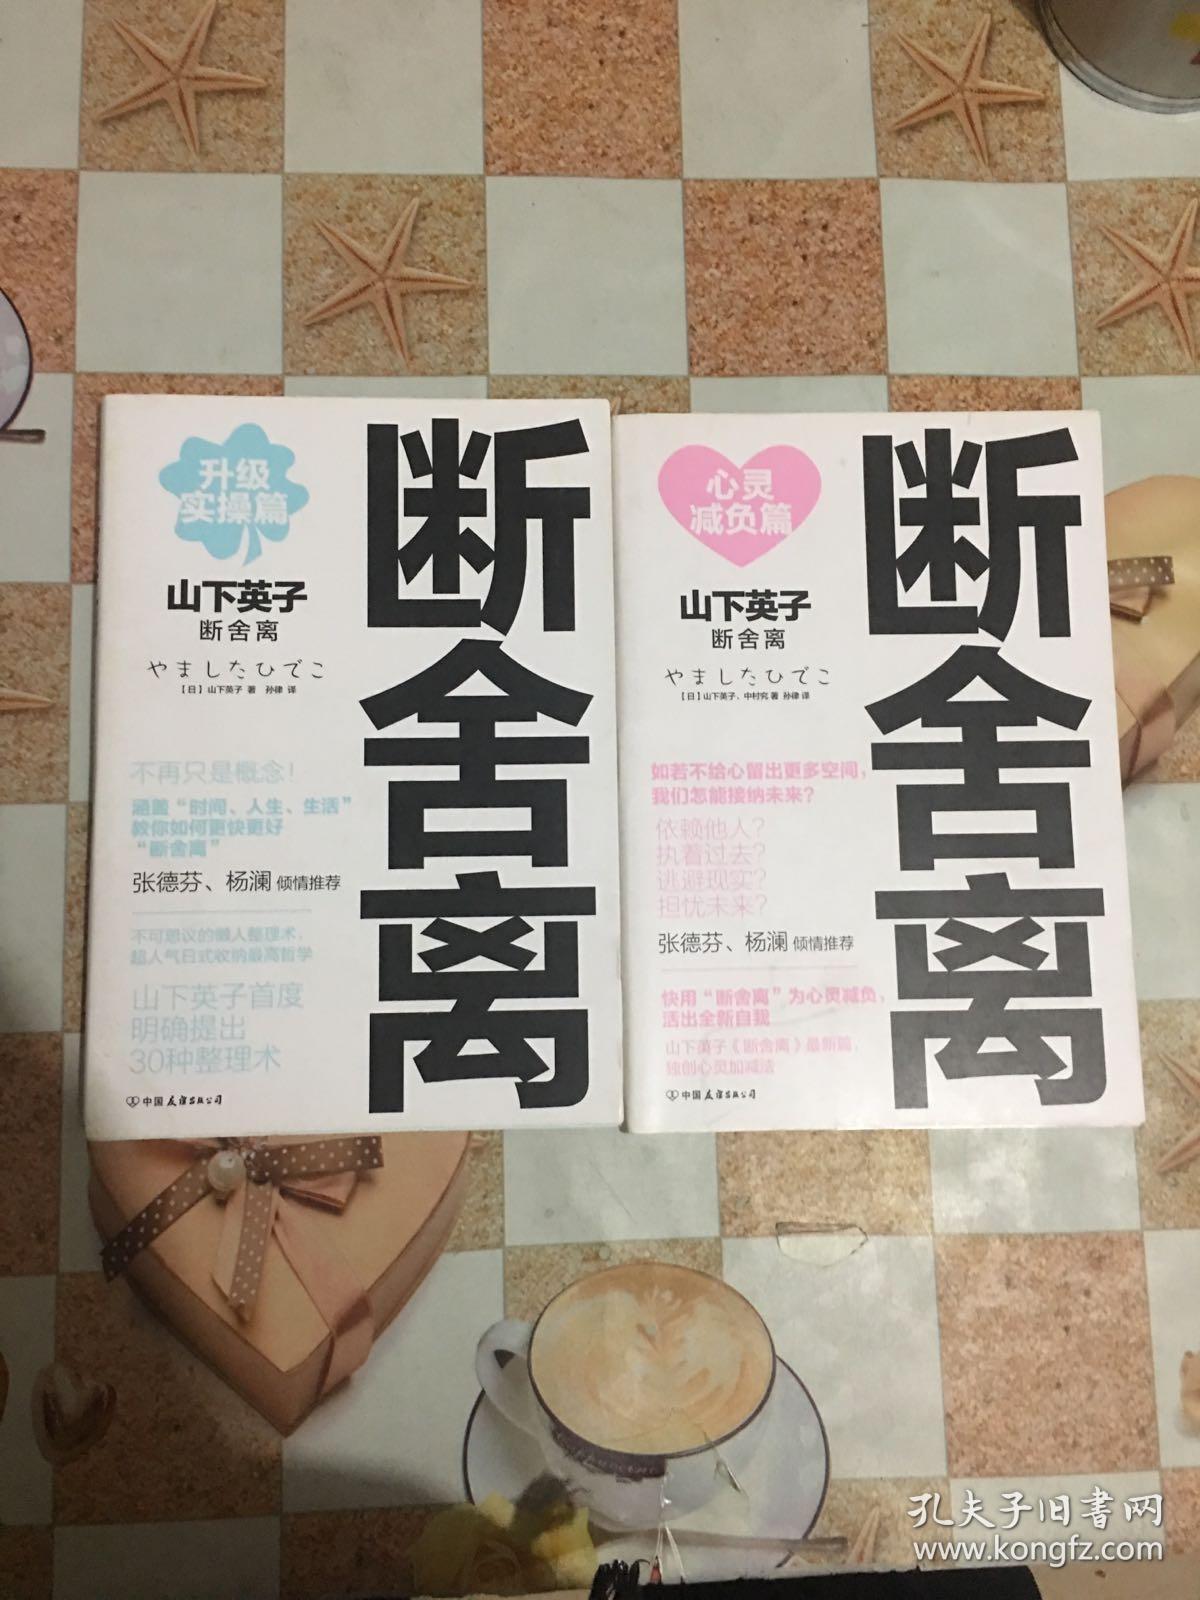 升级
实操篇
山下英子
断舍离
やましたひでこ
【日】山下英子 著 孙律 译
不再只是概念！
涵盖“时间、人生、生活”
教你如何更快更好
“断舍离”
张德芬、杨澜 倾情推荐
不可思议的懒人整理术，
超人气日式收纳最高哲学
山下英子首度
明确提出
30种整理术
中国友谊出版公司
断舍离
心灵
减负篇
山下英子
断舍离
やましたひでこ
【日】山下英子、中村究 著 孙律 译
如若不给心留出更多空间，
我们怎能接纳未来？
依赖他人？
执着过去？
逃避现实？
担忧未来？
张德芬、杨澜 倾情推荐
快用“断舍离”为心灵减负，
活出全新自我
山下英子《断舍离》最新篇，
独创心灵加减法
中国友谊出版公司
断舍离
孔夫子旧書网
www.kongfz.com